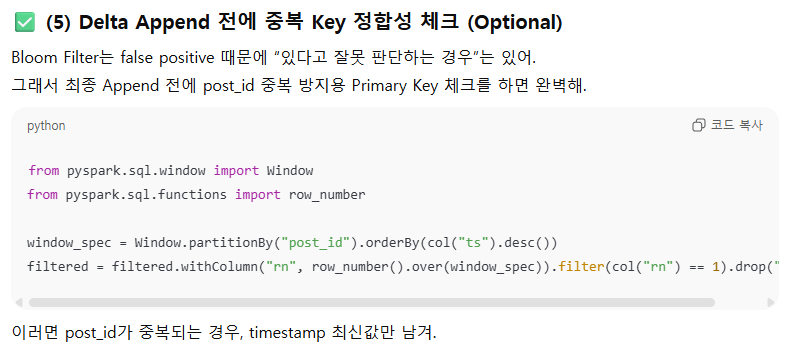 ✅ (5) Delta Append 전에 중복 Key 정합성 체크 (Optional)
Bloom Filter는 false positive 때문에 “있다고 잘못 판단하는 경우”는 있어.
그래서 최종 Append 전에 post_id 중복 방지용 Primary Key 체크를 하면 완벽해.
python
코드 복사
from pyspark.sql.window import Window
from pyspark.sql.functions import row_number
window_spec = Window.partitionBy("post_id").orderBy(col("ts").desc())
filtered = filtered.withColumn("rn", row_number().over(window_spec)).filter(col("rn") == 1).drop("
이러면 post_id가 중복되는 경우, timestamp 최신값만 남겨.